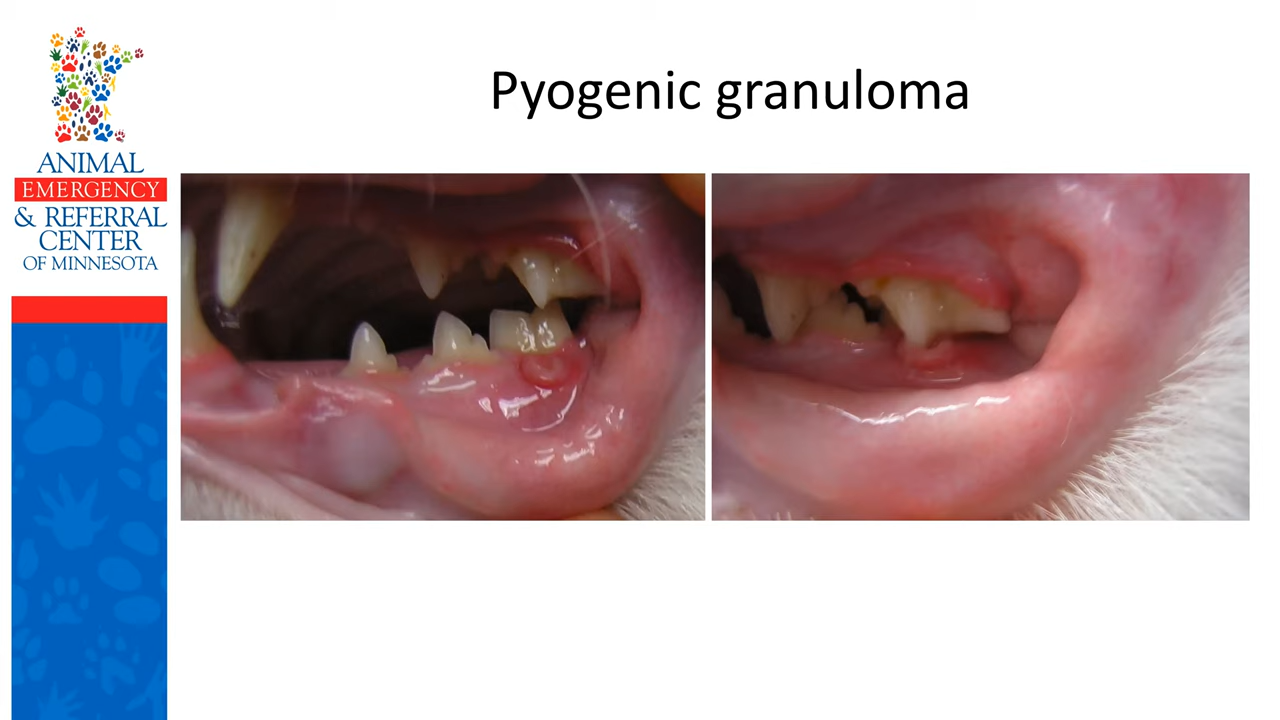 Pyogenic granuloma
ANIMAL
EMERGENCY
& REFERRAL
CENTER
OF MINNESOTA